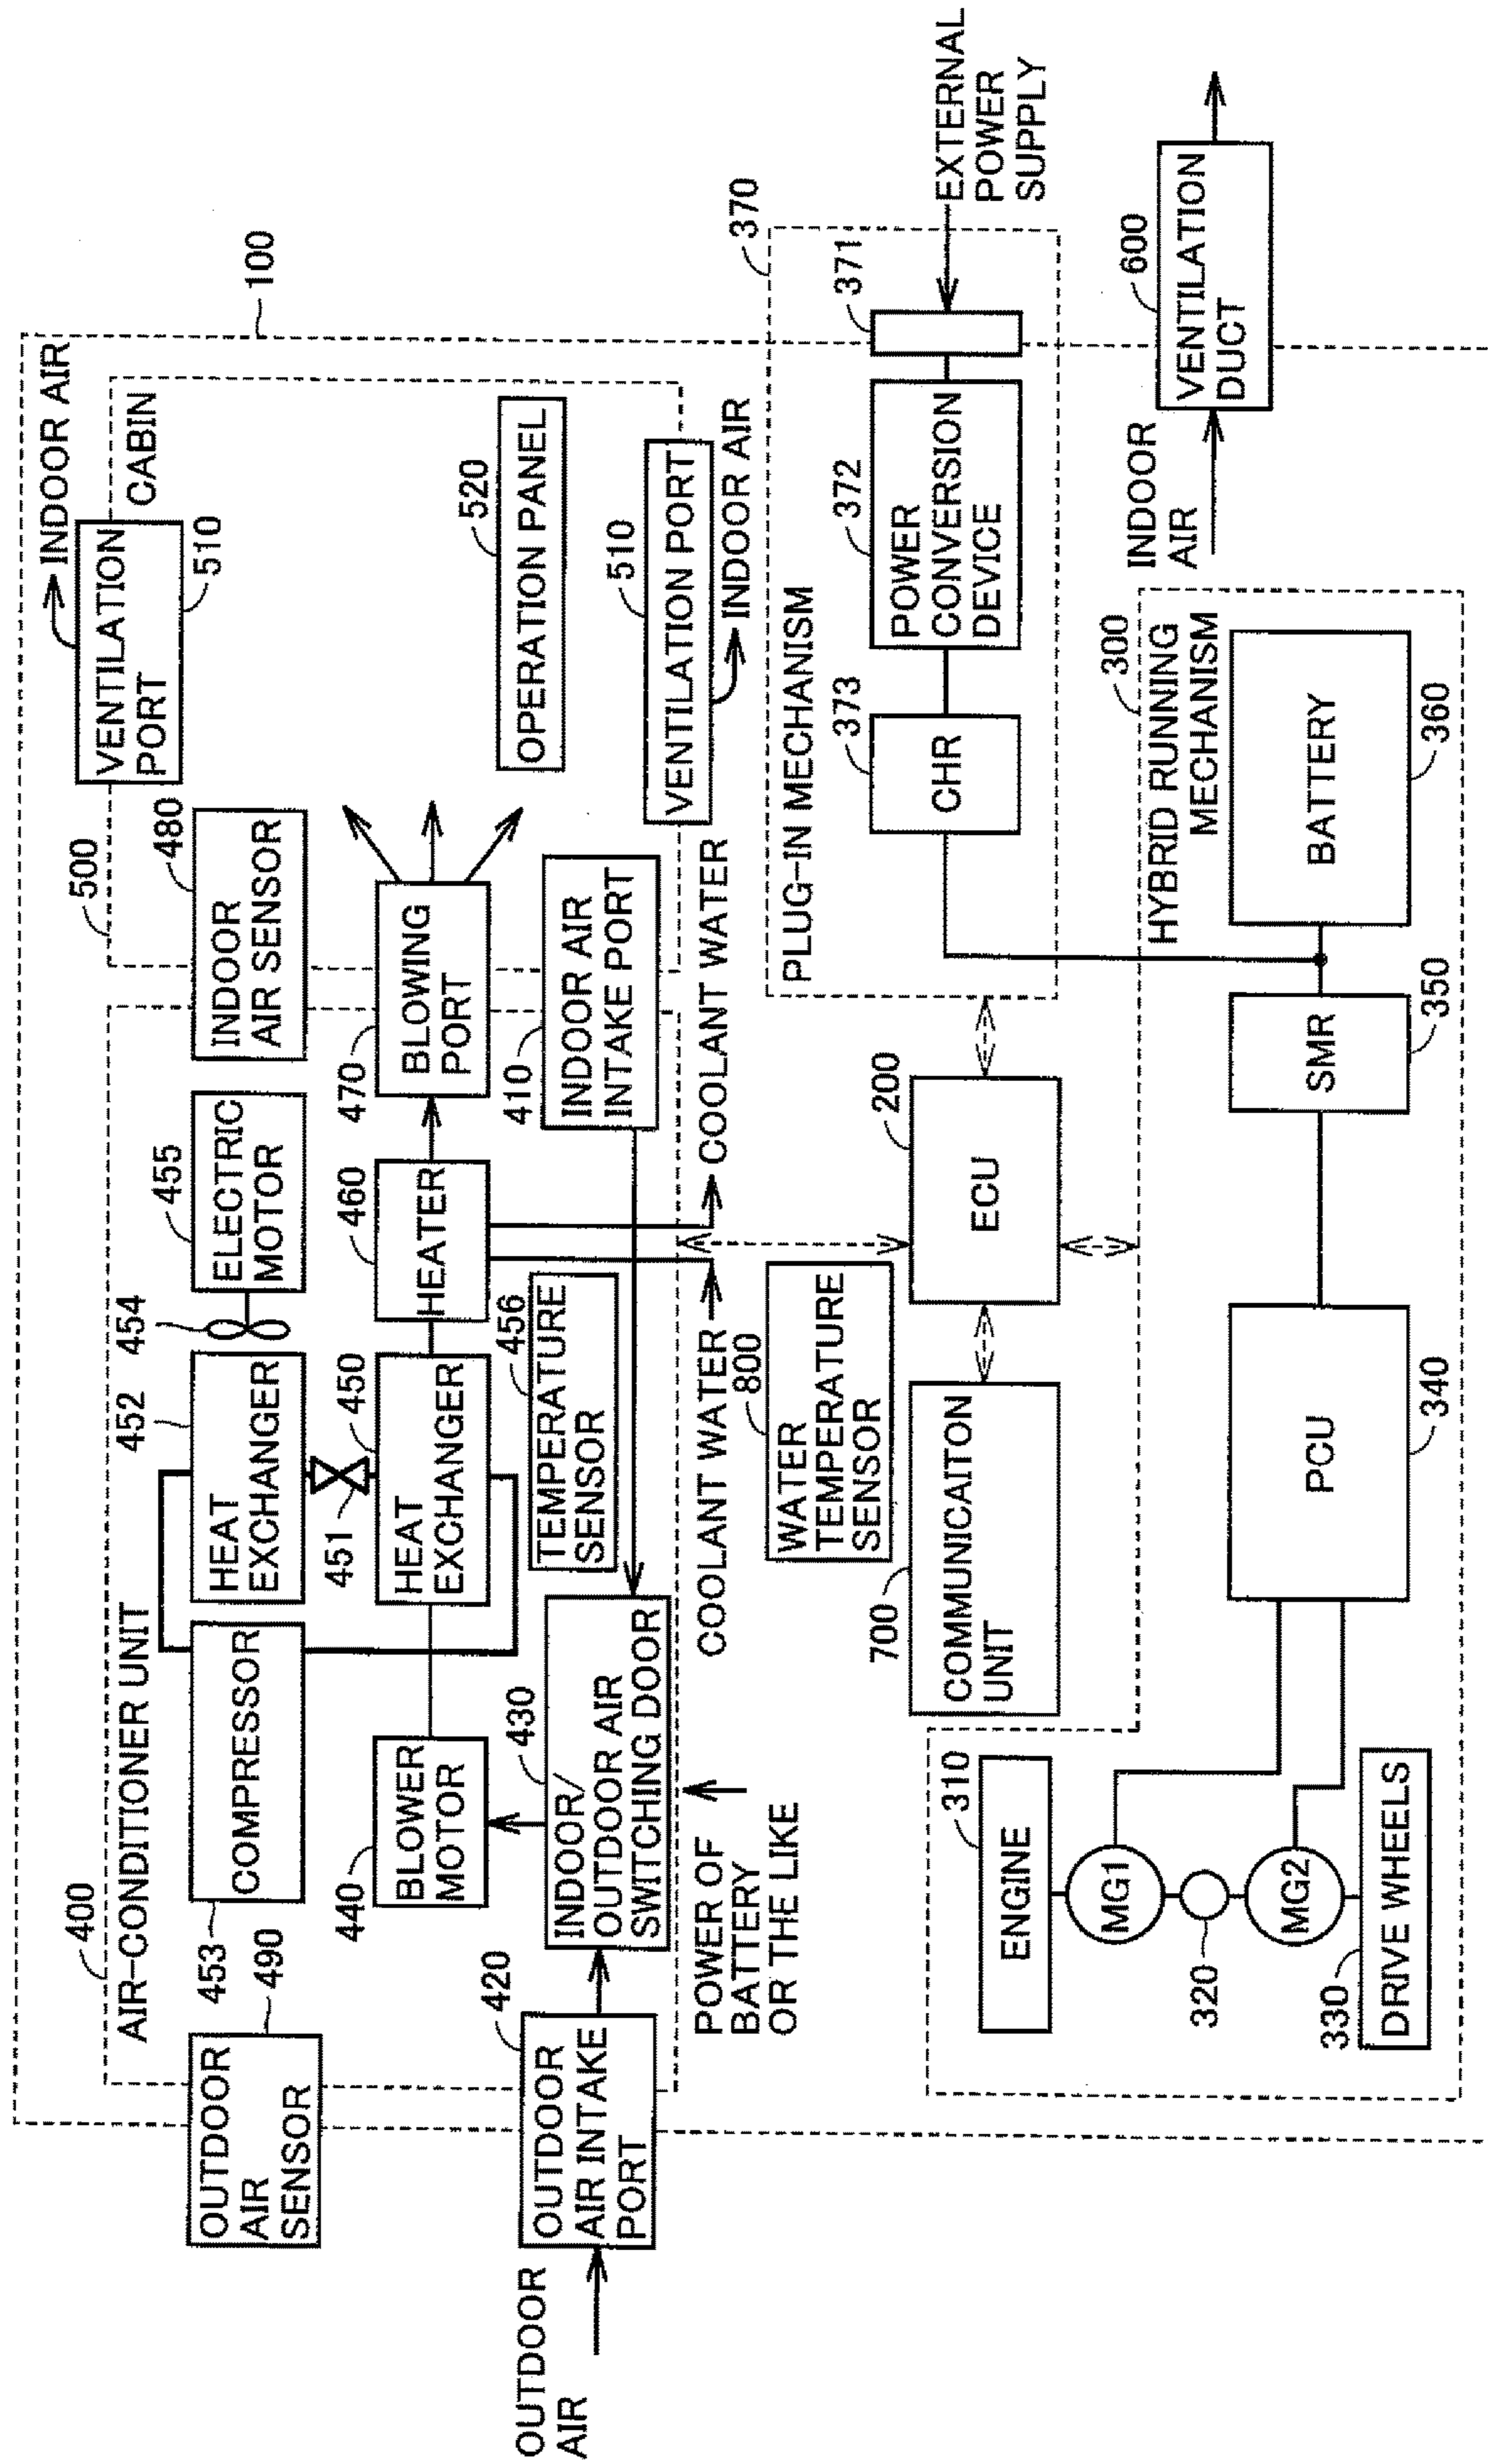 100
INDOOR AIR
500
400
AIR-CONDITIONER UNIT
CABIN
VENTILATION
PORT
510
OUTDOOR
AIR
SENSOR
490
453
COMPRESSOR
452
HEAT
EXCHANGER
454
455
ELECTRIC
MOTOR
480
INDOOR
AIR SENSOR
451
440
BLOWER
MOTOR
450
HEAT
EXCHANGER
460
HEATER
470
BLOWING
PORT
520
OPERATION PANEL
OUTDOOR
AIR
420
OUTDOOR
AIR INTAKE
PORT
430
INDOOR/
OUTDOOR AIR
SWITCHING DOOR
456
TEMPERATURE
SENSOR
410
INDOOR AIR
INTAKE PORT
510
VENTILATION PORT
INDOOR AIR
POWER OF
BATTERY
OR THE LIKE
COOLANT WATER
COOLANT WATER
800
WATER
TEMPERATURE
SENSOR
PLUG-IN MECHANISM
370
700
COMMUNICAITON
UNIT
200
ECU
373
CHR
372
POWER
CONVERSION
DEVICE
371
EXTERNAL
POWER
SUPPLY
310
ENGINE
MG1
320
MG2
330
DRIVE WHEELS
300
HYBRID RUNNING
MECHANISM
PCU
340
SMR
350
BATTERY
360
INDOOR
AIR
600
VENTILATION
DUCT